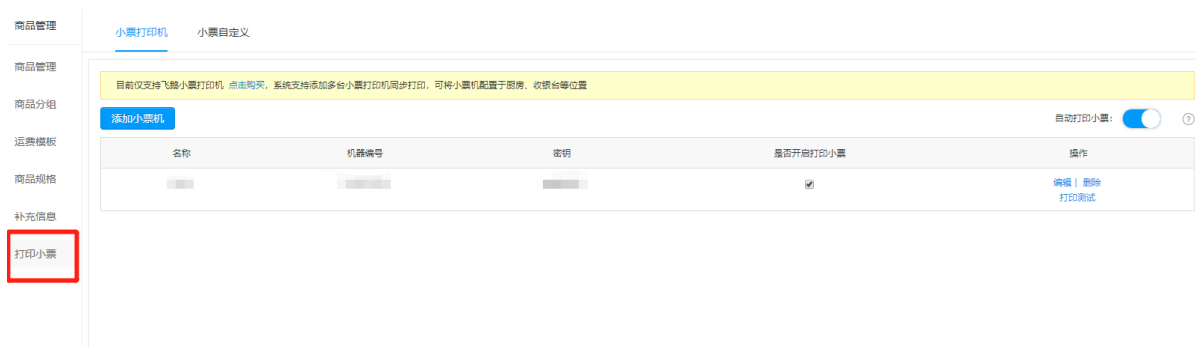 商品管理
小票打印机 小票自定义
商品管理
目前仅支持飞鹅小票打印机 点击购买，系统支持添加多台小票打印机同步打印，可将小票机配置于厨房、收银台等位置
商品分组
添加小票机
自动打印小票： ?
运费模板
名称 机器编号 密钥 是否开启打印小票 操作
商品规格
编辑 | 删除
打印测试
补充信息
打印小票